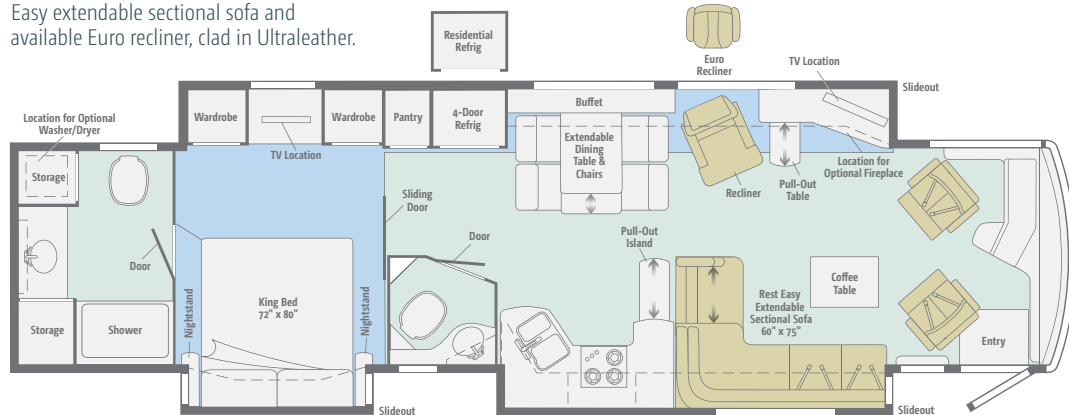 Easy extendable sectional sofa and
available Euro recliner, clad in Ultraleather.
Residential
Refrig
Euro
Recliner
TV Location
Slideout
Location for Optional
Washer/Dryer
Wardrobe
TV Location
Wardrobe
Pantry
4-Door
Refrig
Buffet
Extendable
Dining
Table &
Chairs
Recliner
Pull-Out
Table
Location for
Optional Fireplace
Storage
Sliding
Door
Door
Door
Pull-Out
Island
King Bed
72" x 80"
Nightstand
Nightstand
Rest Easy
Extendable
Sectional Sofa
60" x 75"
Coffee
Table
Storage
Shower
Entry
Slideout
Slideout